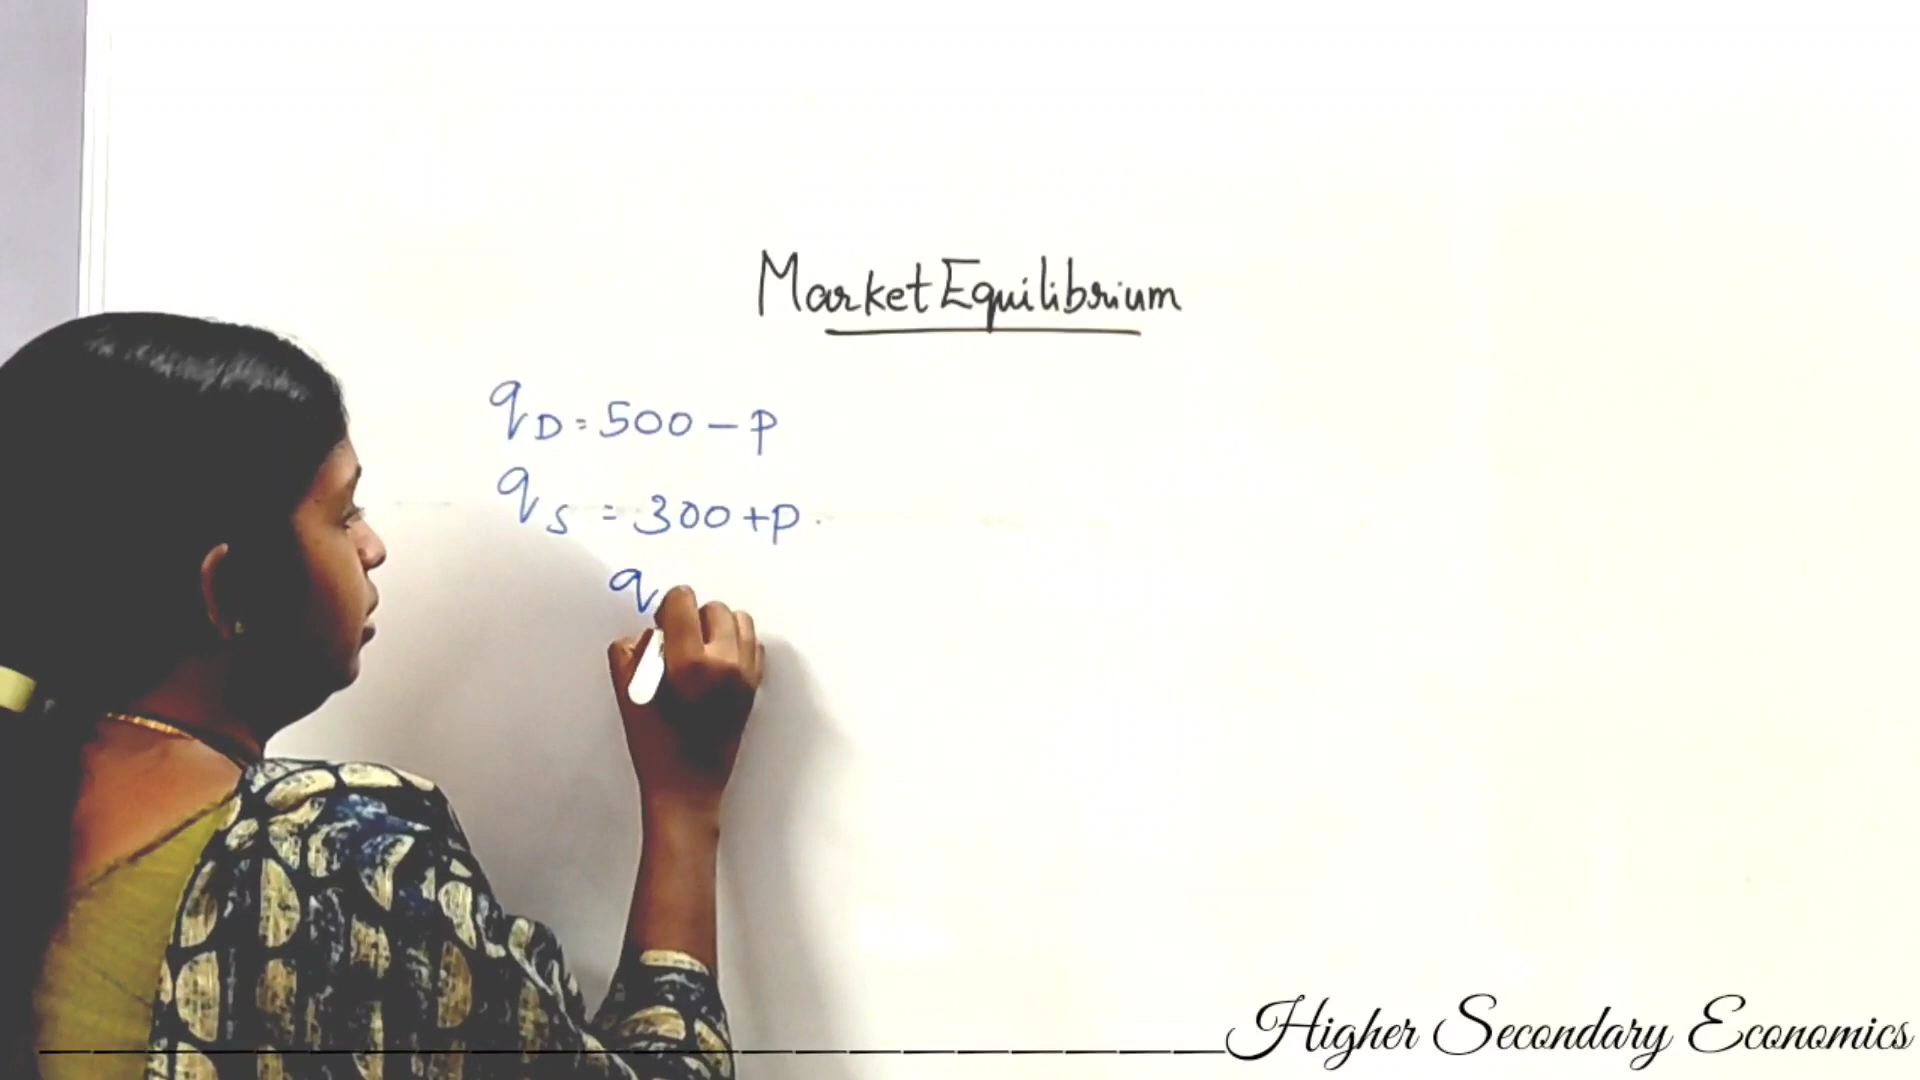 Market Equilibrium
qD = 500 - P
qS = 300 + P
q
Higher Secondary Economics